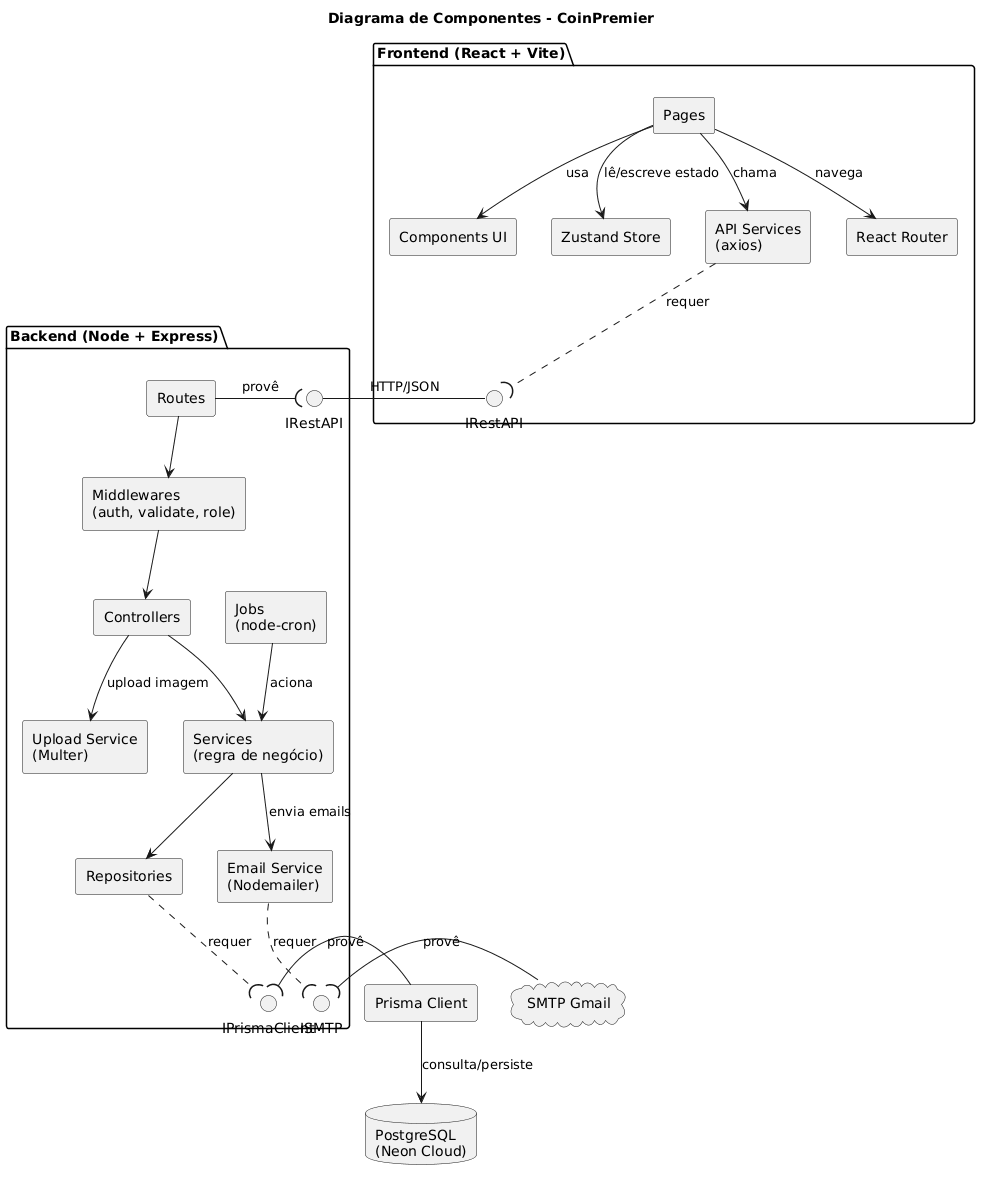 Diagrama de Componentes - CoinPremier
Frontend (React + Vite)
Pages
usa
lê/escreve estado
chama
navega
Components UI
Zustand Store
API Services
(axios)
React Router
requer
Backend (Node + Express)
Routes
provê
IRestAPI
HTTP/JSON
IRestAPI
Middlewares
(auth, validate, role)
Controllers
Jobs
(node-cron)
upload imagem
aciona
Upload Service
(Multer)
Services
(regra de negócio)
envia emails
Repositories
Email Service
(Nodemailer)
requer
requer
provê
provê
IPrismaClient
ISMTP
Prisma Client
SMTP Gmail
consulta/persiste
PostgreSQL
(Neon Cloud)